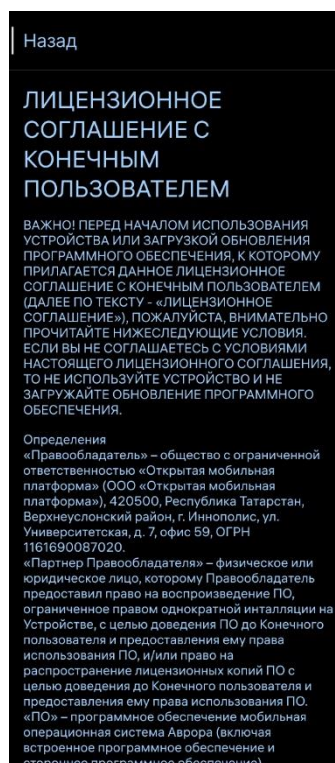 Назад
ЛИЦЕНЗИОННОЕ
СОГЛАШЕНИЕ С
КОНЕЧНЫМ
ПОЛЬЗОВАТЕЛЕМ
ВАЖНО! ПЕРЕД НАЧАЛОМ ИСПОЛЬЗОВАНИЯ
УСТРОЙСТВА ИЛИ ЗАГРУЗКОЙ ОБНОВЛЕНИЯ
ПРОГРАММНОГО ОБЕСПЕЧЕНИЯ, К КОТОРОМУ
ПРИЛАГАЕТСЯ ДАННОЕ ЛИЦЕНЗИОННОЕ
СОГЛАШЕНИЕ С КОНЕЧНЫМ ПОЛЬЗОВАТЕЛЕМ
(ДАЛЕЕ ПО ТЕКСТУ - «ЛИЦЕНЗИОННОЕ
СОГЛАШЕНИЕ»), ПОЖАЛУЙСТА, ВНИМАТЕЛЬНО
ПРОЧИТАЙТЕ НИЖЕСЛЕДУЮЩИЕ УСЛОВИЯ.
ЕСЛИ ВЫ НЕ СОГЛАШАЕТЕСЬ С УСЛОВИЯМИ
НАСТОЯЩЕГО ЛИЦЕНЗИОННОГО СОГЛАШЕНИЯ,
ТО НЕ ИСПОЛЬЗУЙТЕ УСТРОЙСТВО И НЕ
ЗАГРУЖАЙТЕ ОБНОВЛЕНИЕ ПРОГРАММНОГО
ОБЕСПЕЧЕНИЯ.
Определения
«Правообладатель» – общество с ограниченной
ответственностью «Открытая мобильная
платформа» (ООО «Открытая мобильная
платформа»), 420500, Республика Татарстан,
Верхнеуслонский район, г. Иннополис, ул.
Университетская, д. 7, офис 59, ОГРН
1161690087020.
«Партнер Правообладателя» – физическое или
юридическое лицо, которому Правообладатель
предоставил право на воспроизведение ПО,
ограниченное правом однократной инталляции на
Устройстве, с целью доведения ПО до Конечного
пользователя и предоставления ему права
использования ПО, и/или право на
распространение лицензионных копий ПО с
целью доведения до Конечного пользователя и
предоставления ему права использования ПО.
«ПО» – программное обеспечение мобильная
операционная система Аврора (включая
встроенное программное обеспечение и
стороннее программное обеспечение)